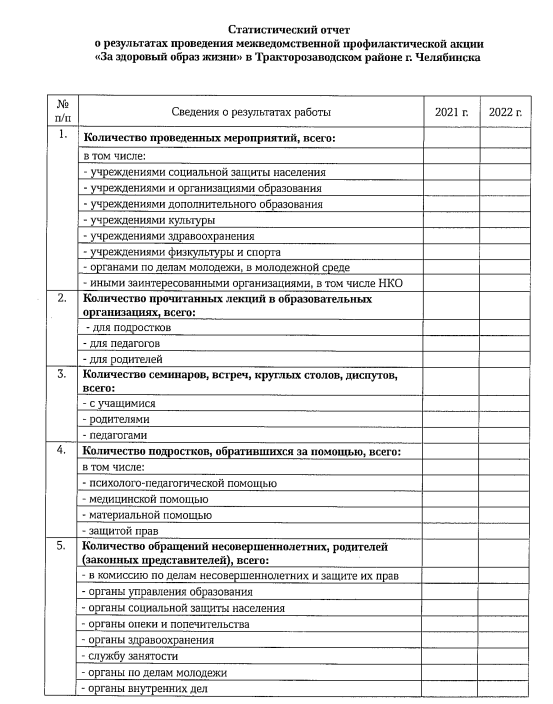 Статистический отчет
о результатах проведения межведомственной профилактической акции
«За здоровый образ жизни» в Тракторозаводском районе г. Челябинска
№ п/п Сведения о результатах работы 2021 г. 2022 г.
1. Количество проведенных мероприятий, всего:
в том числе:
- учреждениями социальной защиты населения
- учреждениями и организациями образования
- учреждениями дополнительного образования
- учреждениями культуры
- учреждениями здравоохранения
- учреждениями физкультуры и спорта
- органами по делам молодежи, в молодежной среде
- иными заинтересованными организациями, в том числе НКО
2. Количество прочитанных лекций в образовательных
организациях, всего:
- для подростков
- для педагогов
- для родителей
3. Количество семинаров, встреч, круглых столов, диспутов,
всего:
- с учащимися
- родителями
- педагогами
4. Количество подростков, обратившихся за помощью, всего:
в том числе:
- психолого-педагогической помощью
- медицинской помощью
- материальной помощью
- защитой прав
5. Количество обращений несовершеннолетних, родителей
(законных представителей), всего:
- в комиссию по делам несовершеннолетних и защите их прав
- органы управления образования
- органы социальной защиты населения
- органы опеки и попечительства
- органы здравоохранения
- службу занятости
- органы по делам молодежи
- органы внутренних дел